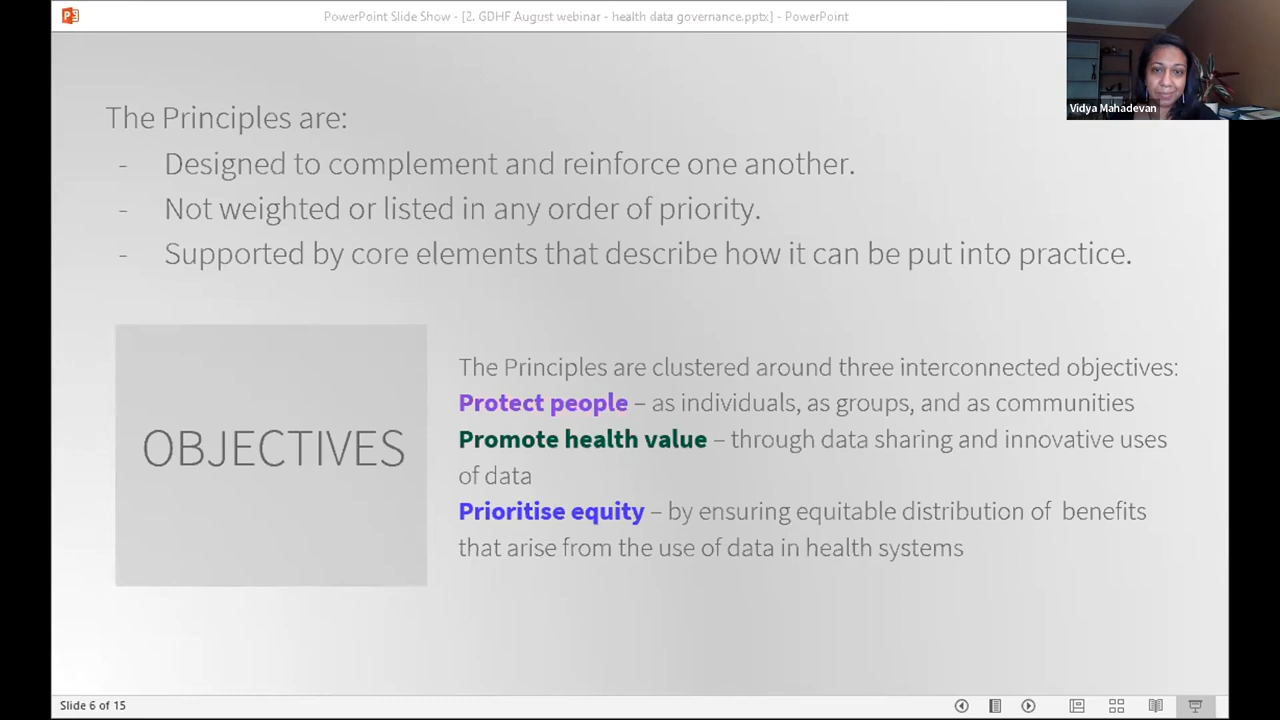 PowerPoint Slide Show - [2. GDHF August webinar - health data governance.pptx] - PowerPoint
Vidya Mahadevan
The Principles are:
- Designed to complement and reinforce one another.
- Not weighted or listed in any order of priority.
- Supported by core elements that describe how it can be put into practice.
OBJECTIVES
The Principles are clustered around three interconnected objectives:
Protect people – as individuals, as groups, and as communities
Promote health value – through data sharing and innovative uses
of data
Prioritise equity – by ensuring equitable distribution of benefits
that arise from the use of data in health systems
Slide 6 of 15